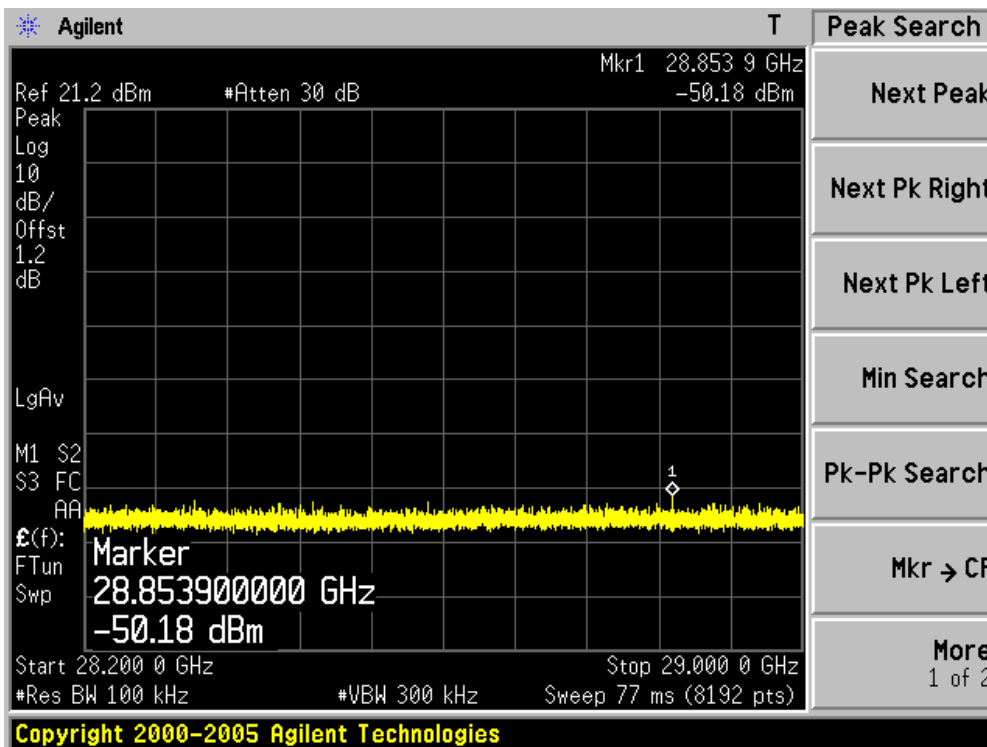 Agilent T Peak Search
Mkr1 28.853 9 GHz
Ref 21.2 dBm #Atten 30 dB -50.18 dBm
Peak
Log
10
dB/
Offst
1.2
dB
LgAv
M1 S2
S3 FC
AA
£(f):
FTun
Swp
1
Marker
28.853900000 GHz
-50.18 dBm
Start 28.200 0 GHz Stop 29.000 0 GHz
#Res BW 100 kHz #VBW 300 kHz Sweep 77 ms (8192 pts)
Next Peak
Next Pk Right
Next Pk Left
Min Search
Pk-Pk Search
Mkr → CF
More
1 of 2
Copyright 2000-2005 Agilent Technologies